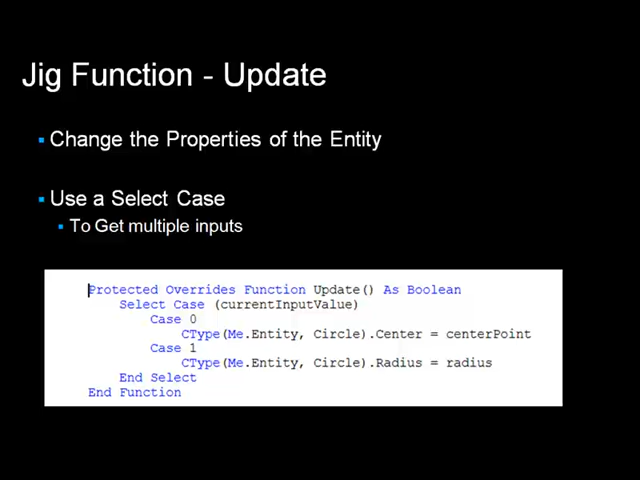 Jig Function - Update
Change the Properties of the Entity
Use a Select Case
To Get multiple inputs
Protected Overrides Function Update() As Boolean
Select Case (currentInputValue)
Case 0
CType(Me.Entity, Circle).Center = centerPoint
Case 1
CType(Me.Entity, Circle).Radius = radius
End Select
End Function